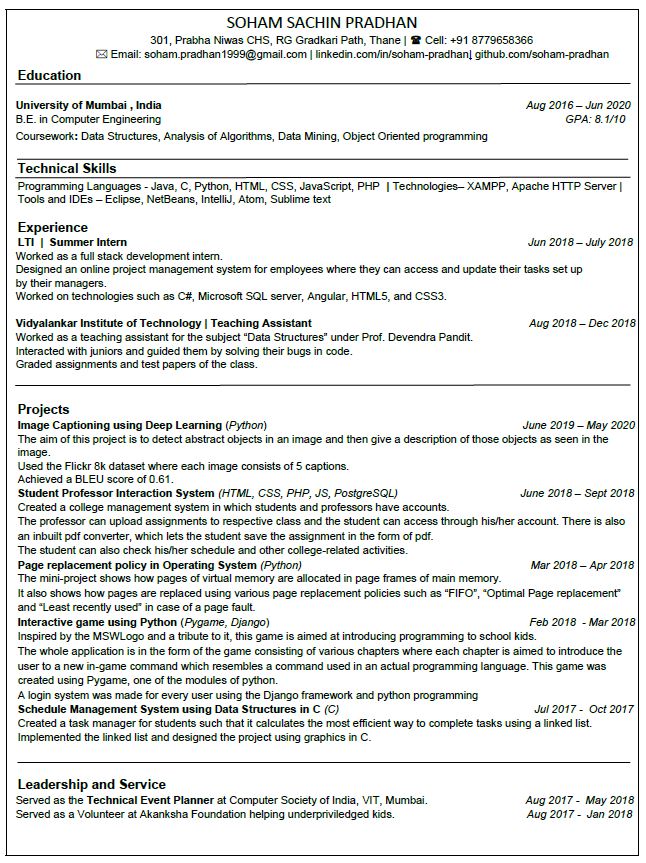 SOHAM SACHIN PRADHAN
301, Prabha Niwas CHS, RG Gradkari Path, Thane | ☎ Cell: +91 8779658366
✉ Email: soham.pradhan1999@gmail.com | linkedin.com/in/soham-pradhan| github.com/soham-pradhan
Education
University of Mumbai , India Aug 2016 – Jun 2020
B.E. in Computer Engineering GPA: 8.1/10
Coursework: Data Structures, Analysis of Algorithms, Data Mining, Object Oriented programming
Technical Skills
Programming Languages - Java, C, Python, HTML, CSS, JavaScript, PHP | Technologies– XAMPP, Apache HTTP Server |
Tools and IDEs – Eclipse, NetBeans, IntelliJ, Atom, Sublime text
Experience
LTI | Summer Intern Jun 2018 – July 2018
Worked as a full stack development intern.
Designed an online project management system for employees where they can access and update their tasks set up
by their managers.
Worked on technologies such as C#, Microsoft SQL server, Angular, HTML5, and CSS3.
Vidyalankar Institute of Technology | Teaching Assistant Aug 2018 – Dec 2018
Worked as a teaching assistant for the subject “Data Structures” under Prof. Devendra Pandit.
Interacted with juniors and guided them by solving their bugs in code.
Graded assignments and test papers of the class.
Projects
Image Captioning using Deep Learning (Python) June 2019 – May 2020
The aim of this project is to detect abstract objects in an image and then give a description of those objects as seen in the
image.
Used the Flickr 8k dataset where each image consists of 5 captions.
Achieved a BLEU score of 0.61.
Student Professor Interaction System (HTML, CSS, PHP, JS, PostgreSQL) June 2018 – Sept 2018
Created a college management system in which students and professors have accounts.
The professor can upload assignments to respective class and the student can access through his/her account. There is also
an inbuilt pdf converter, which lets the student save the assignment in the form of pdf.
The student can also check his/her schedule and other college-related activities.
Page replacement policy in Operating System (Python) Mar 2018 – Apr 2018
The mini-project shows how pages of virtual memory are allocated in page frames of main memory.
It also shows how pages are replaced using various page replacement policies such as “FIFO”, “Optimal Page replacement”
and “Least recently used” in case of a page fault.
Interactive game using Python (Pygame, Django) Feb 2018 - Mar 2018
Inspired by the MSWLogo and a tribute to it, this game is aimed at introducing programming to school kids.
The whole application is in the form of the game consisting of various chapters where each chapter is aimed to introduce the
user to a new in-game command which resembles a command used in an actual programming language. This game was
created using Pygame, one of the modules of python.
A login system was made for every user using the Django framework and python programming
Schedule Management System using Data Structures in C (C) Jul 2017 - Oct 2017
Created a task manager for students such that it calculates the most efficient way to complete tasks using a linked list.
Implemented the linked list and designed the project using graphics in C.
Leadership and Service
Served as the Technical Event Planner at Computer Society of India, VIT, Mumbai. Aug 2017 - May 2018
Served as a Volunteer at Akanksha Foundation helping underpriviledged kids. Aug 2017 - Jan 2018